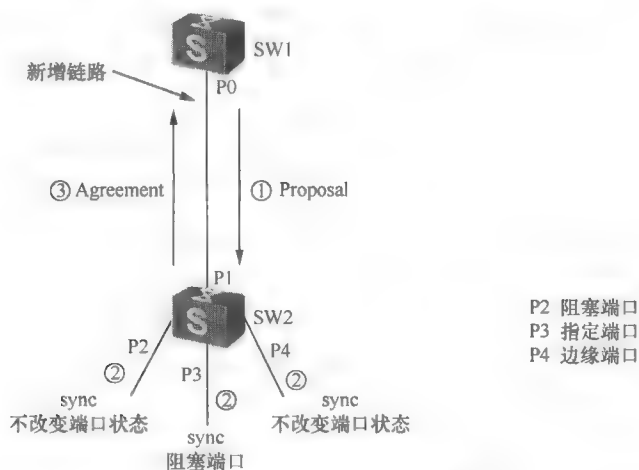 SW1
新增链路
P0
③ Agreement
① Proposal
P1
SW2
P2
P3
P4
②
②
②
sync
不改变端口状态
sync
阻塞端口
sync
不改变端口状态
P2 阻塞端口
P3 指定端口
P4 边缘端口